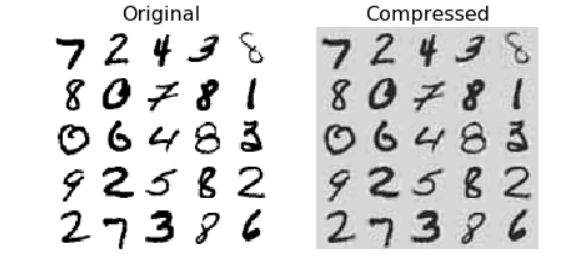 Original Compressed
7 2 4 3 8 7 2 4 3 8
8 0 7 8 1 8 0 7 8 1
0 6 4 8 3 0 6 4 8 3
9 2 5 8 2 9 2 5 8 2
2 7 3 8 6 2 7 3 8 6